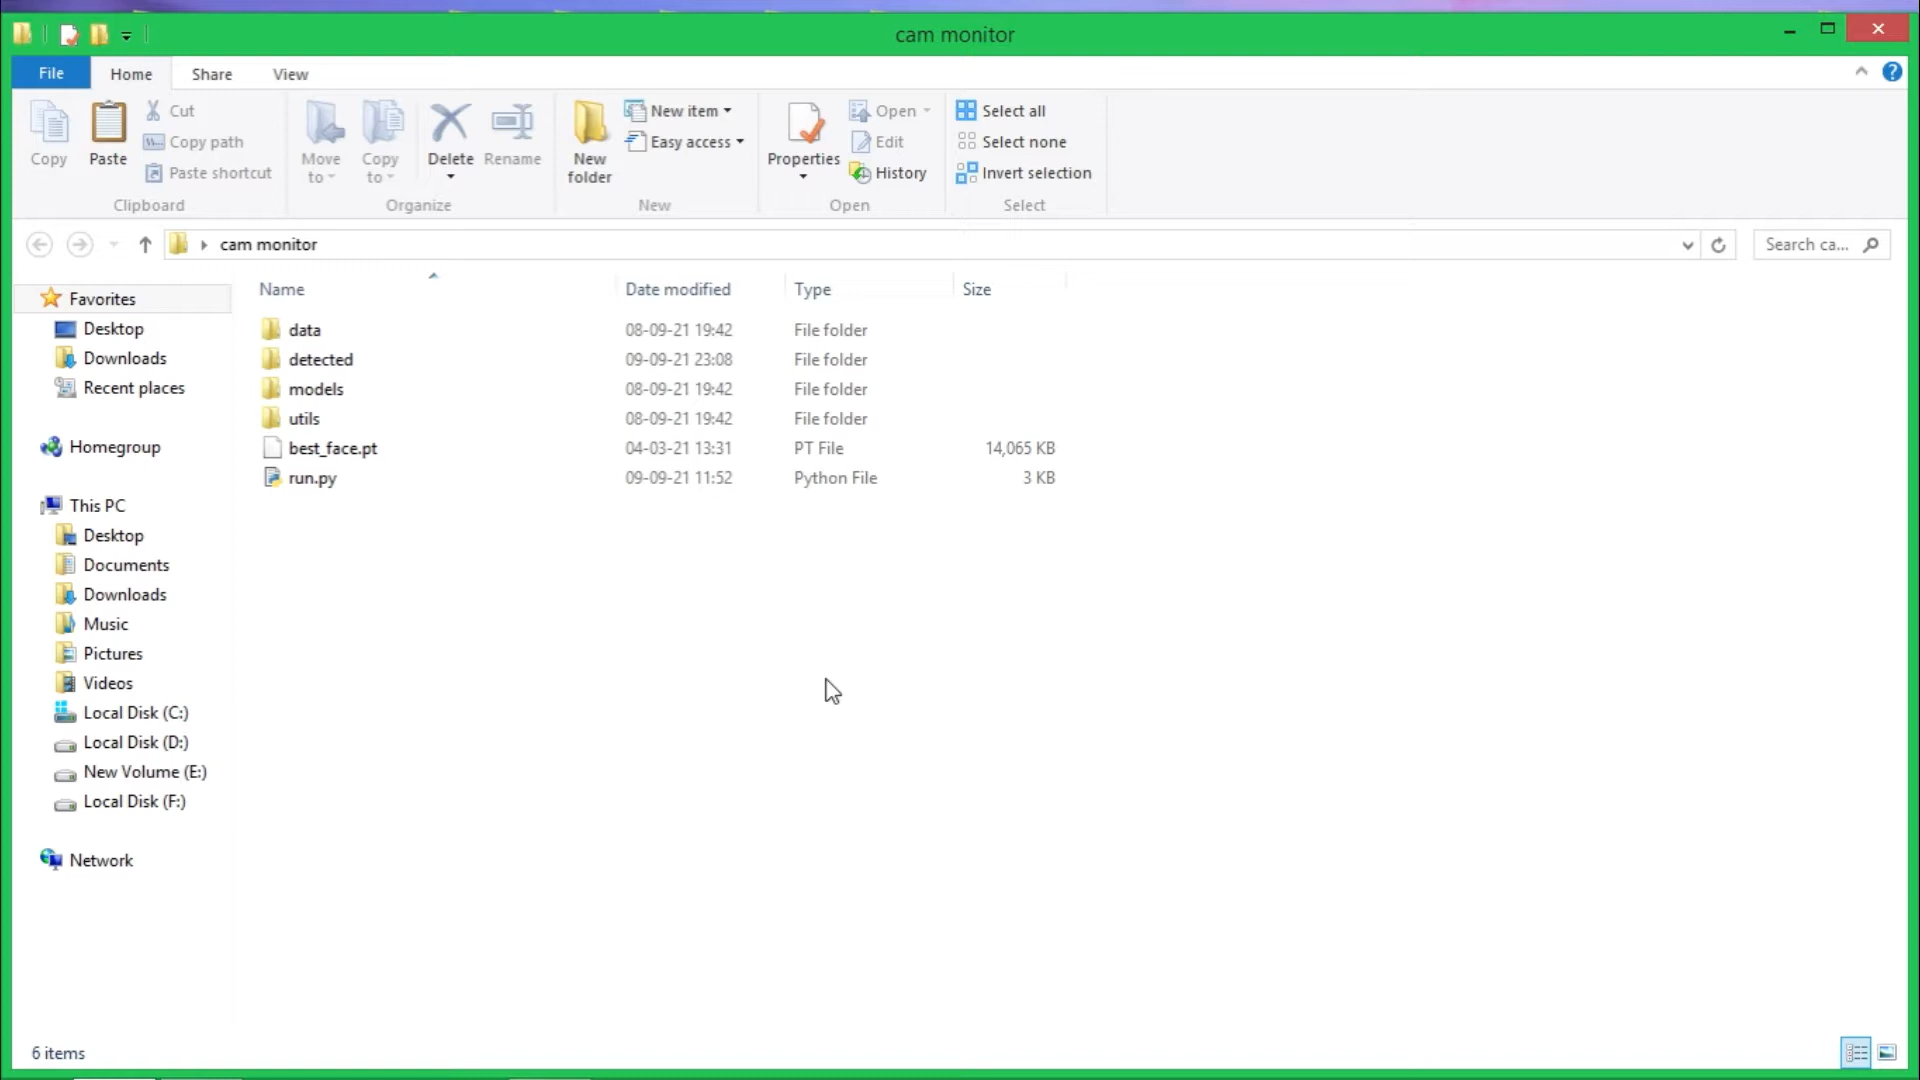 cam monitor
File Home Share View
Copy
Paste
Cut
Copy path
Paste shortcut
Clipboard
Move to
Copy to
Delete
Rename
Organize
New folder
New item
Easy access
New
Properties
Open
Edit
History
Open
Select all
Select none
Invert selection
Select
cam monitor
Search ca...
Favorites
Desktop
Downloads
Recent places
Homegroup
This PC
Desktop
Documents
Downloads
Music
Pictures
Videos
Local Disk (C:)
Local Disk (D:)
New Volume (E:)
Local Disk (F:)
Network
Name Date modified Type Size
data 08-09-21 19:42 File folder
detected 09-09-21 23:08 File folder
models 08-09-21 19:42 File folder
utils 08-09-21 19:42 File folder
best_face.pt 04-03-21 13:31 PT File 14,065 KB
run.py 09-09-21 11:52 Python File 3 KB
6 items